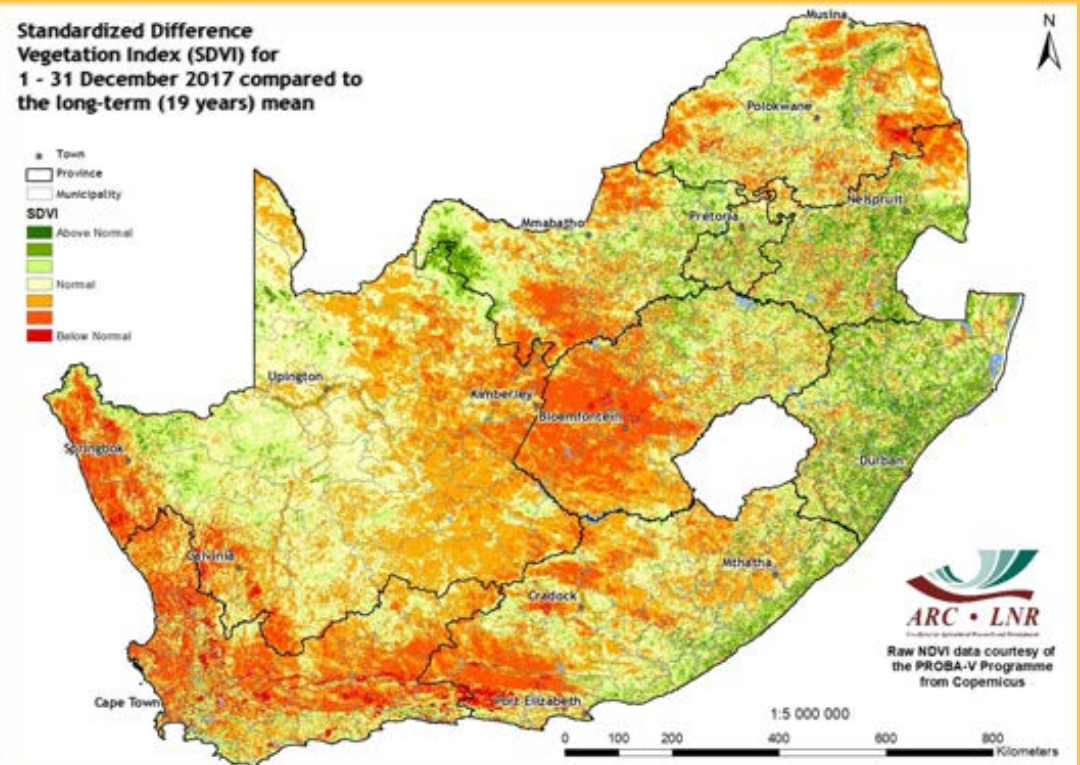 Standardized Difference
Vegetation Index (SDVI) for
1 - 31 December 2017 compared to
the long-term (19 years) mean
N
Town
Province
Municipality
SDVI
Above Normal
Normal
Below Normal
Musina
Polokwane
Nelspruit
Pretoria
Mmabatho
Upington
Kimberley
Bloemfontein
Springbok
Durban
Calvinia
Mthatha
Cradock
Cape Town
Port Elizabeth
ARC • LNR
Raw NDVI data courtesy of
the PROBA-V Programme
from Copernicus
1:5 000 000
0 100 200 400 600 800
Kilometers